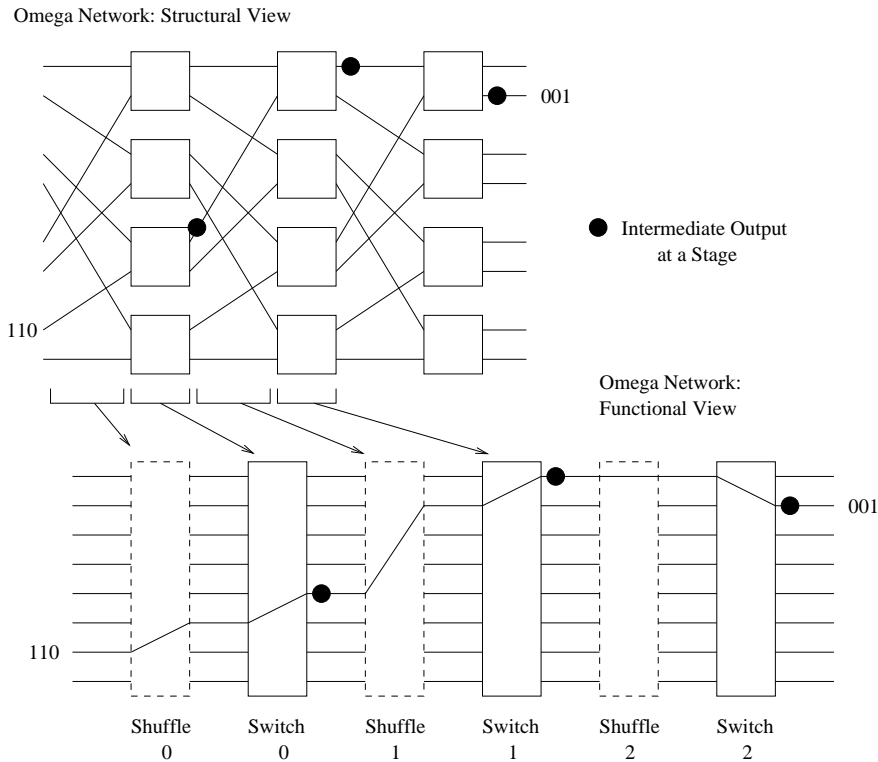 Omega Network: Structural View
001
Intermediate Output
at a Stage
110
Omega Network:
Functional View
001
110
Shuffle
0
Switch
0
Shuffle
1
Switch
1
Shuffle
2
Switch
2